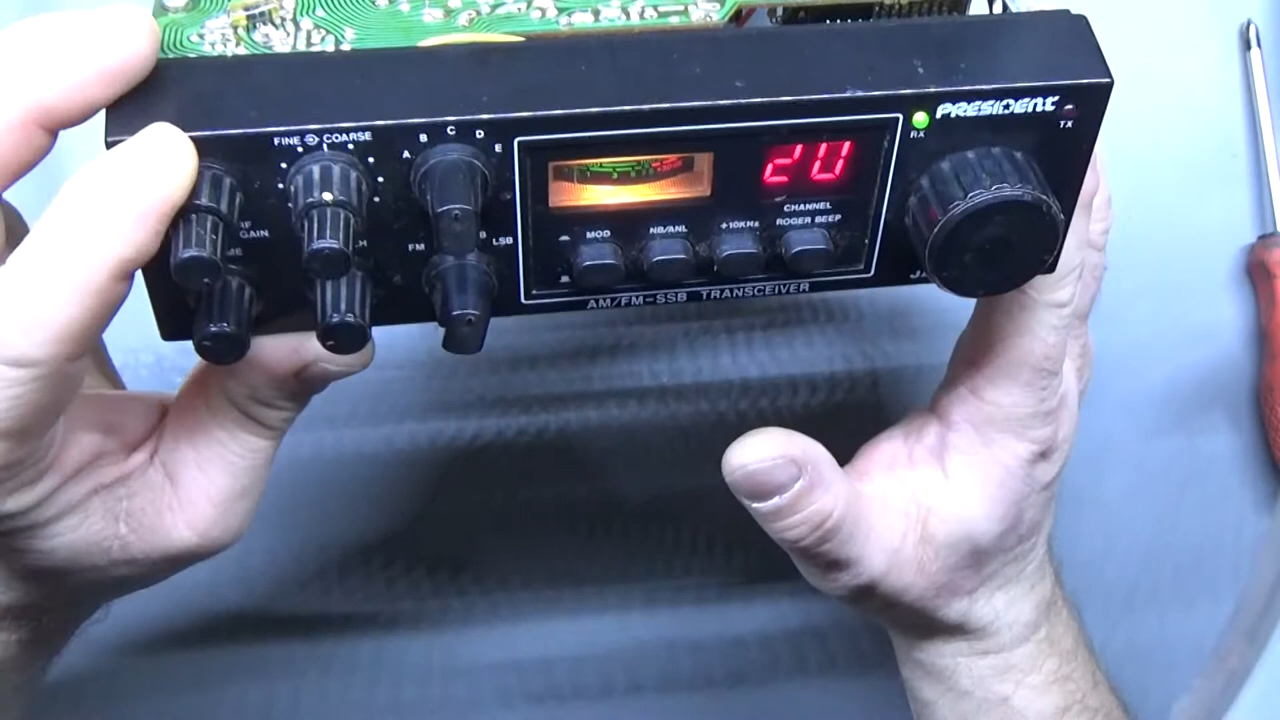 PRESIDENT
RX
TX
FINE COARSE
A B C D E
20
CHANNEL
RF
GAIN
FM
LSB
MOD
NB/ANL
+10KHz
ROGER BEEP
AM/FM-SSB TRANSCEIVER